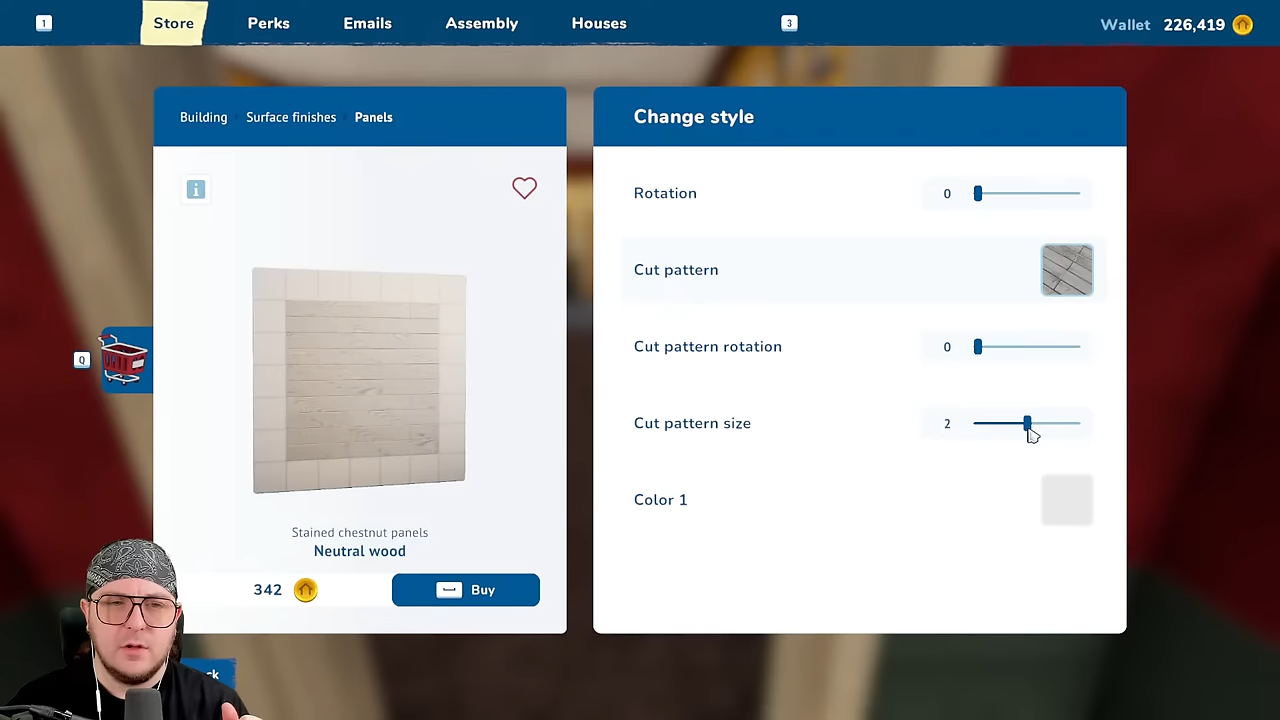 1 Store Perks Emails Assembly Houses 3 Wallet 226,419
Building Surface finishes Panels
Change style
Rotation 0
Cut pattern
Cut pattern rotation 0
Q
Cut pattern size 2
Color 1
Stained chestnut panels
Neutral wood
342 Buy
ck